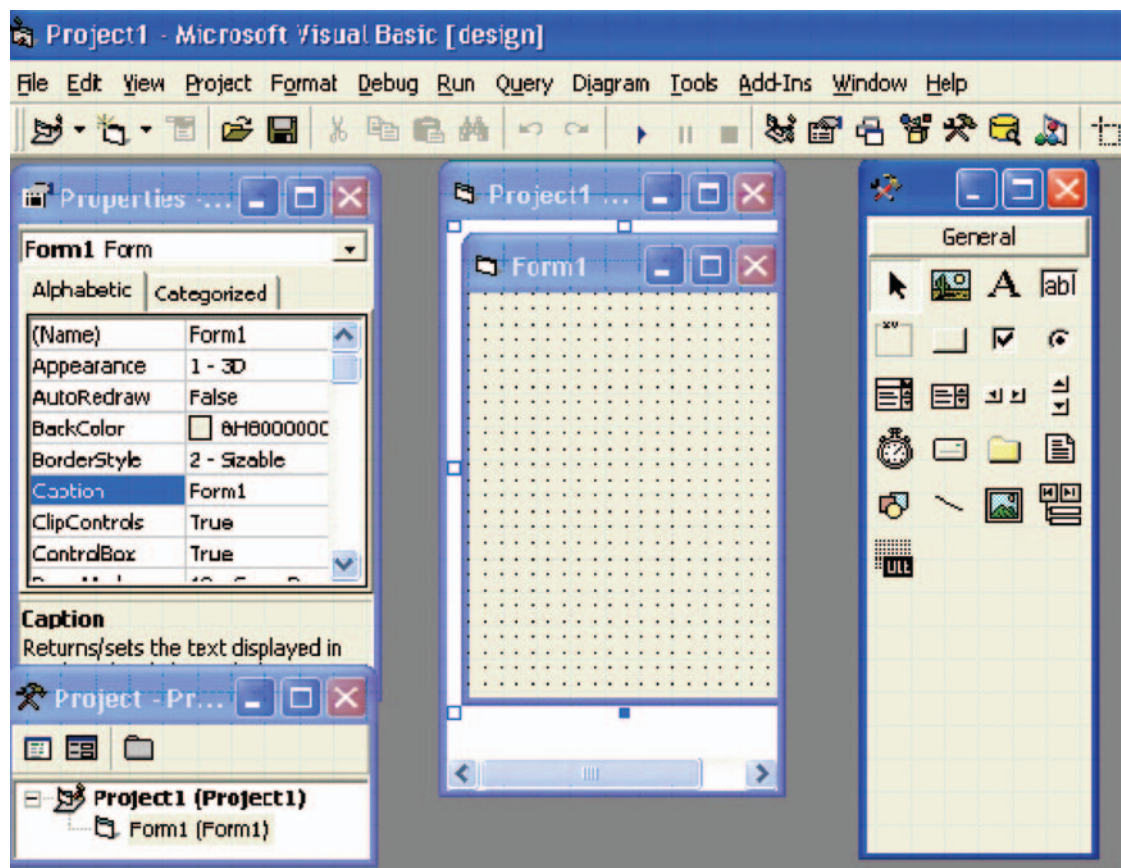 Project1 - Microsoft Visual Basic [design]
File Edit View Project Format Debug Run Query Diagram Tools Add-Ins Window Help
Properties -...
Form1 Form
Alphabetic Categorized
(Name) Form1
Appearance 1 - 3D
AutoRedraw False
BackColor &H8000000
BorderStyle 2 - Sizable
Caption Form1
ClipControls True
ControlBox True
Caption
Returns/sets the text displayed in
Project - Pr...
Project1 (Project1)
Form1 (Form1)
Project1 ...
Form1
General
A
abl
xv